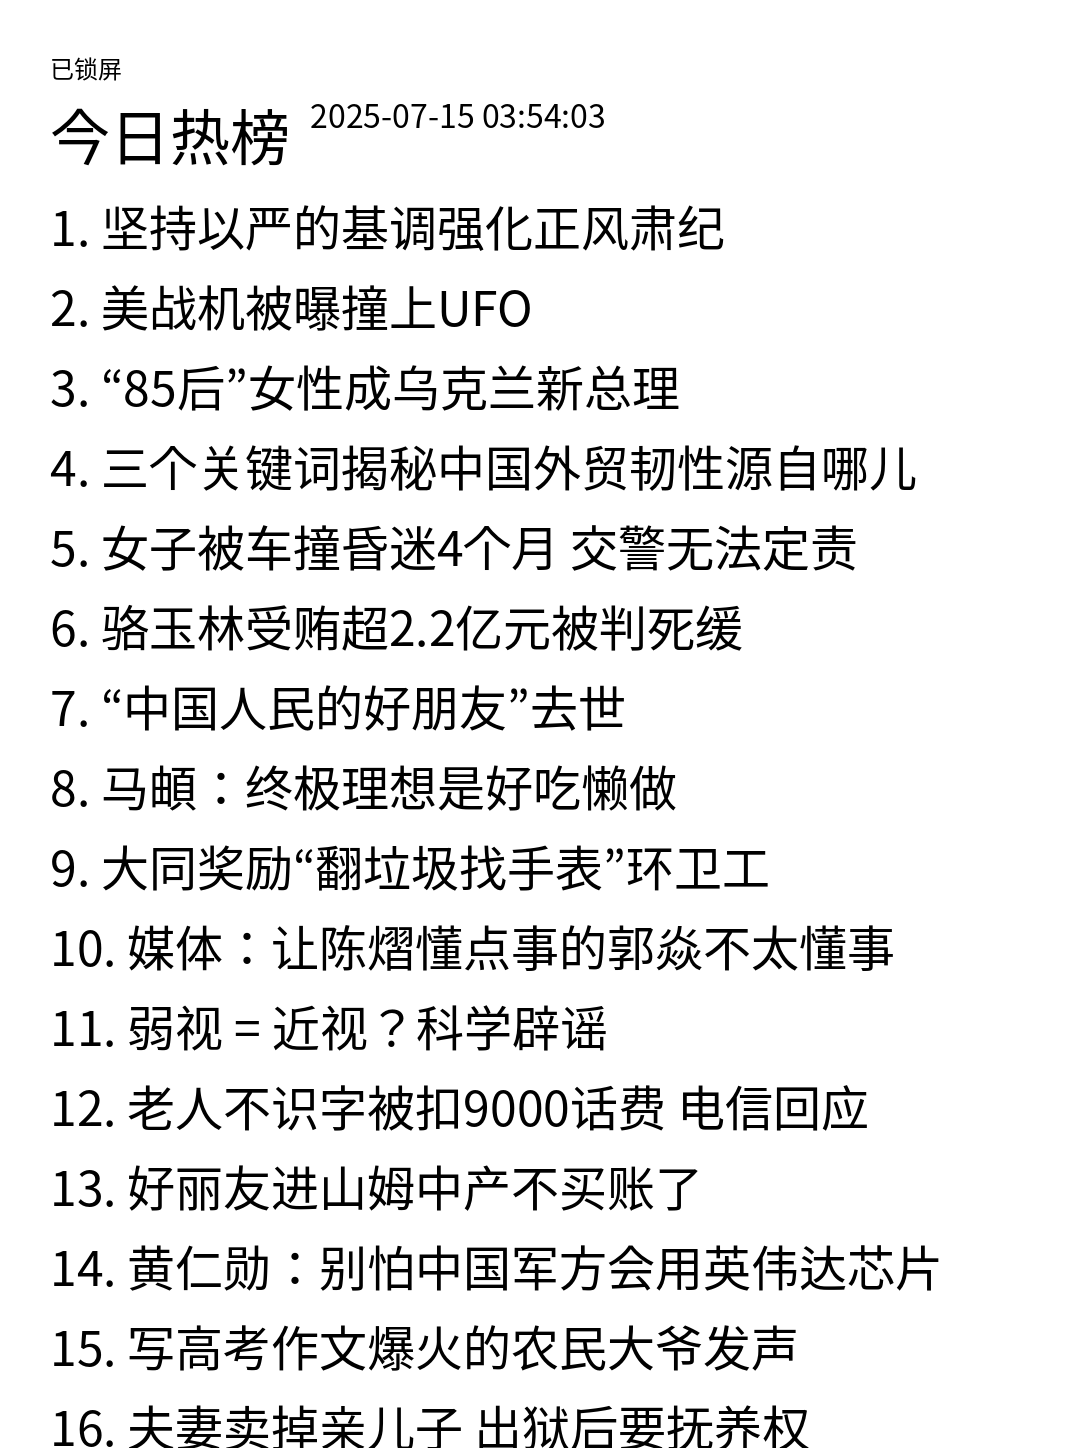 已锁屏
今日热榜 2025-07-15 03:54:03
1. 坚持以严的基调强化正风肃纪
2. 美战机被曝撞上UFO
3. “85后”女性成乌克兰新总理
4. 三个关键词揭秘中国外贸韧性源自哪儿
5. 女子被车撞昏迷4个月 交警无法定责
6. 骆玉林受贿超2.2亿元被判死缓
7. “中国人民的好朋友”去世
8. 马頔：终极理想是好吃懒做
9. 大同奖励“翻垃圾找手表”环卫工
10. 媒体：让陈熠懂点事的郭焱不太懂事
11. 弱视 = 近视？科学辟谣
12. 老人不识字被扣9000话费 电信回应
13. 好丽友进山姆中产不买账了
14. 黄仁勋：别怕中国军方会用英伟达芯片
15. 写高考作文爆火的农民大爷发声
16. 夫妻卖掉亲儿子 出狱后要抚养权